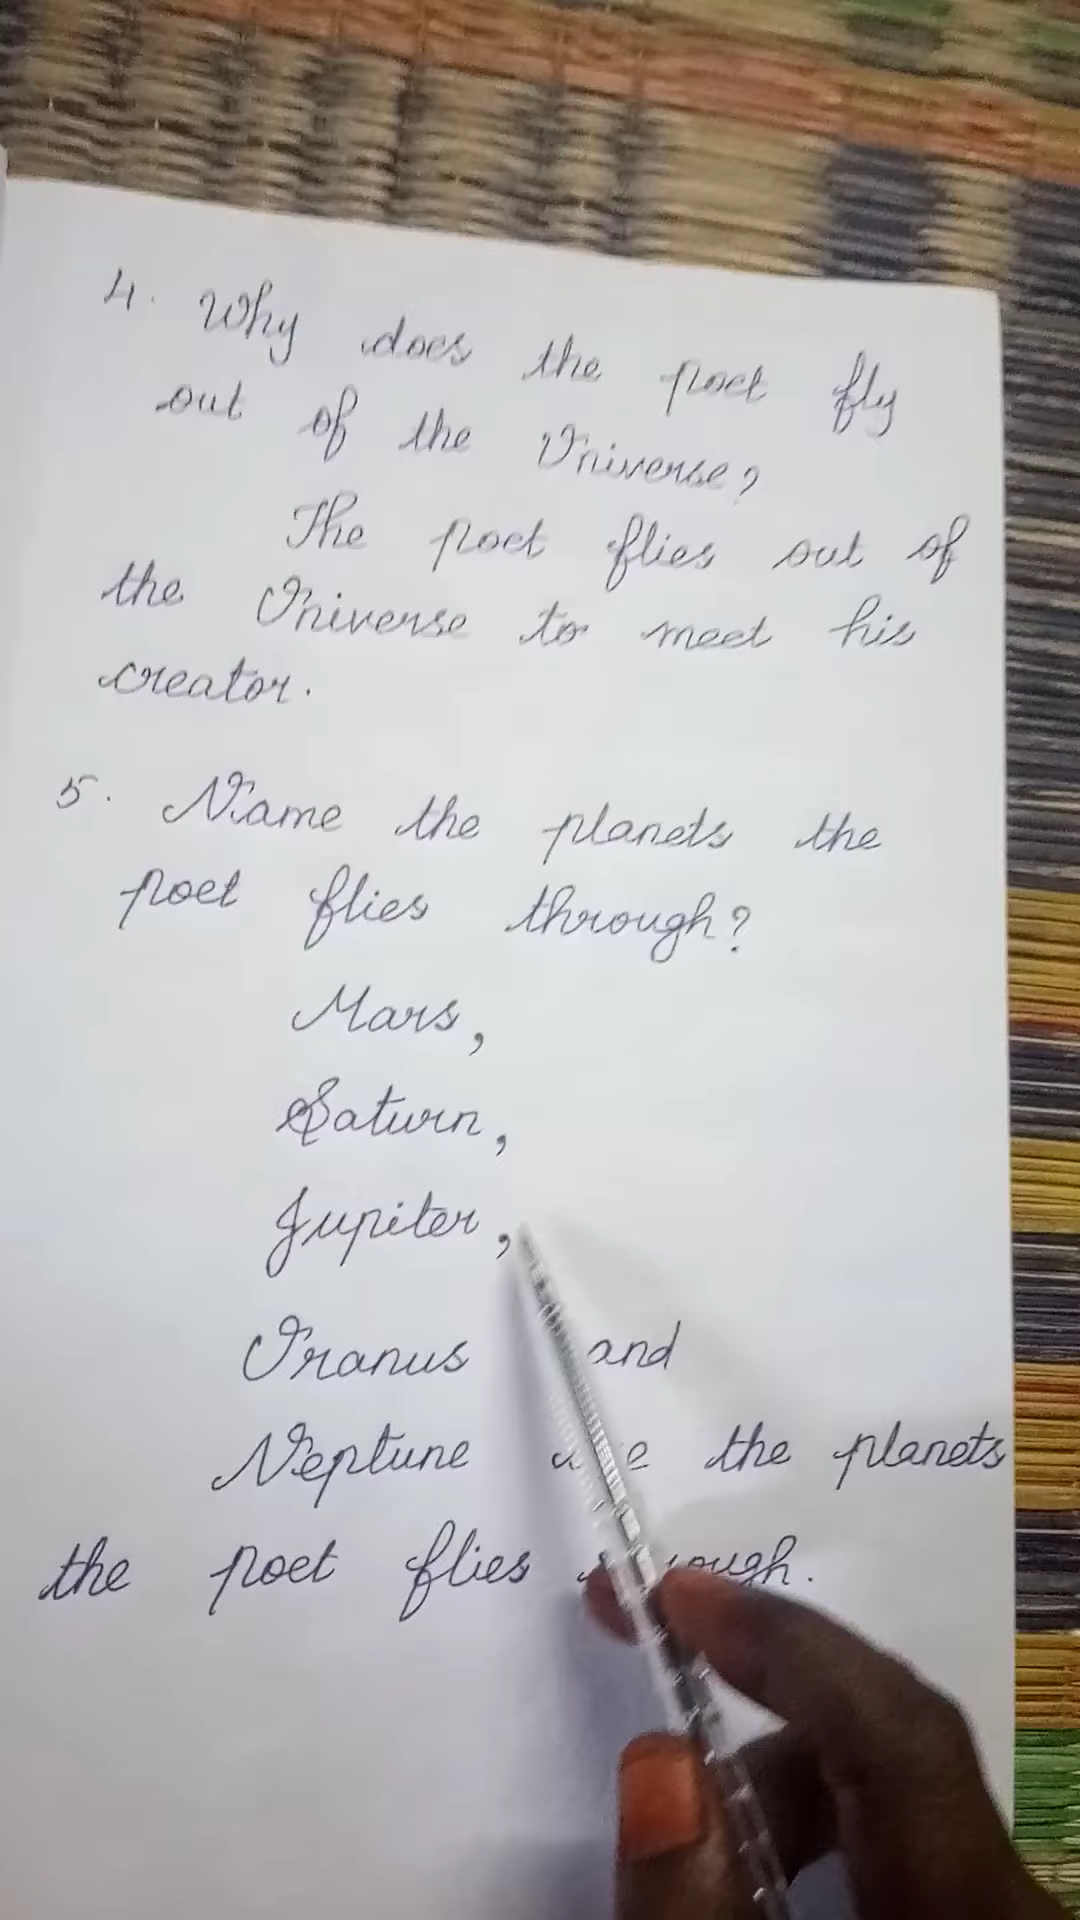 4. Why does the poet fly
out of the Universe?
The poet flies out of
the Universe to meet his
creator.
5. Name the planets the
poet flies through?
Mars,
Saturn,
Jupiter,
Uranus and
Neptune the planets
the poet flies